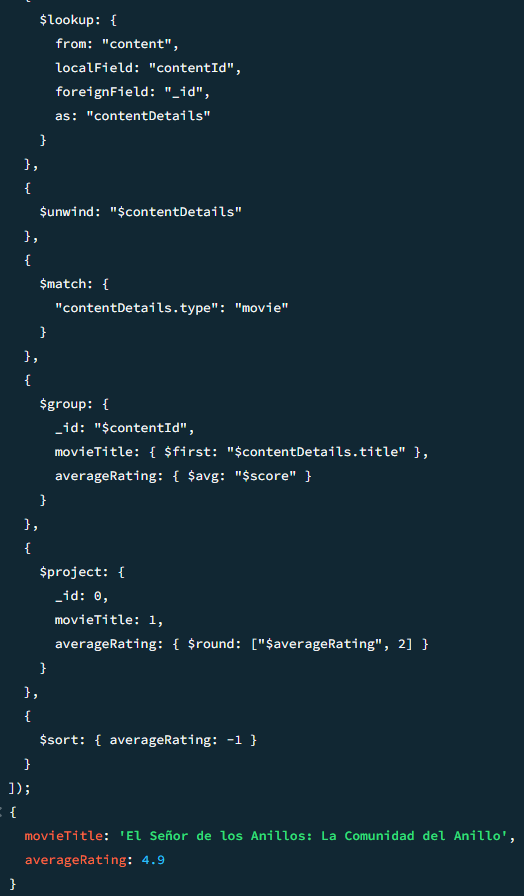 $lookup: {
from: "content",
localField: "contentId",
foreignField: "_id",
as: "contentDetails"
}
},
{
$unwind: "$contentDetails"
},
{
$match: {
"contentDetails.type": "movie"
}
},
{
$group: {
_id: "$contentId",
movieTitle: { $first: "$contentDetails.title" },
averageRating: { $avg: "$score" }
}
},
{
$project: {
_id: 0,
movieTitle: 1,
averageRating: { $round: ["$averageRating", 2] }
}
},
{
$sort: { averageRating: -1 }
}
]);
{
movieTitle: 'El Señor de los Anillos: La Comunidad del Anillo',
averageRating: 4.9
}